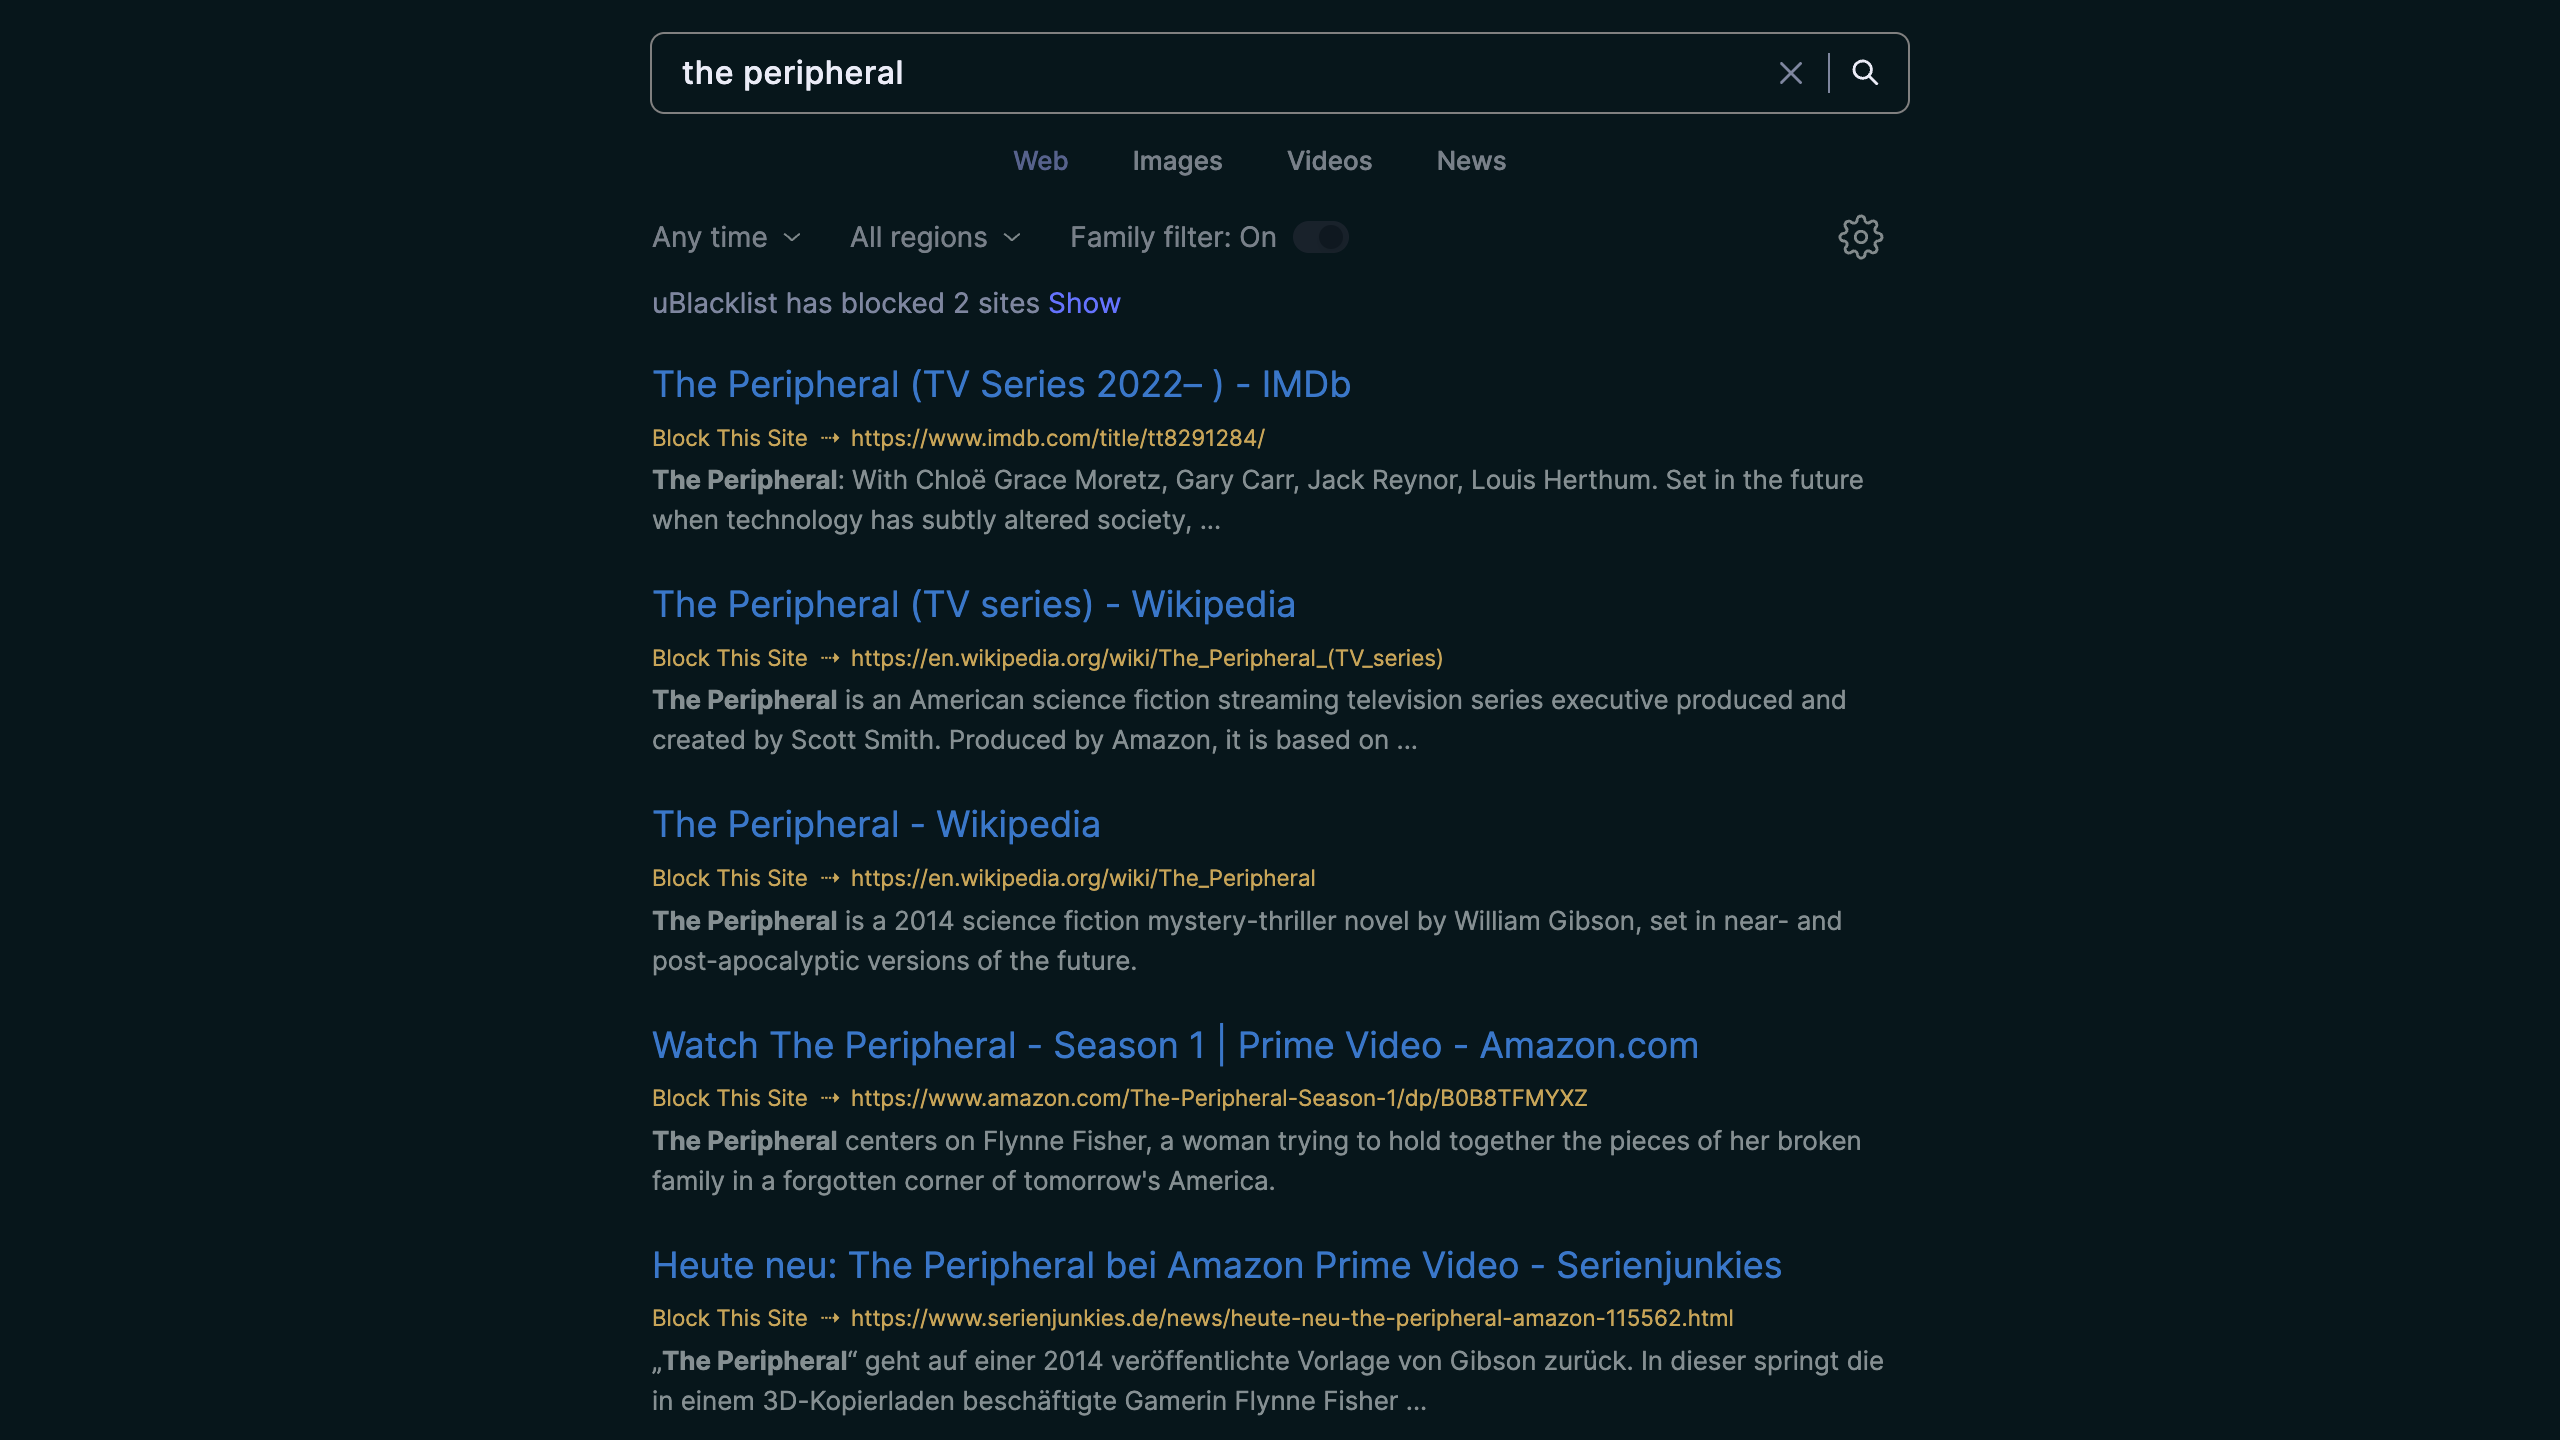 the peripheral
Web Images Videos News
Any time All regions Family filter: On
uBlacklist has blocked 2 sites Show
The Peripheral (TV Series 2022– ) - IMDb
Block This Site ⤑ https://www.imdb.com/title/tt8291284/
The Peripheral: With Chloë Grace Moretz, Gary Carr, Jack Reynor, Louis Herthum. Set in the future
when technology has subtly altered society, ...
The Peripheral (TV series) - Wikipedia
Block This Site ⤑ https://en.wikipedia.org/wiki/The_Peripheral_(TV_series)
The Peripheral is an American science fiction streaming television series executive produced and
created by Scott Smith. Produced by Amazon, it is based on ...
The Peripheral - Wikipedia
Block This Site ⤑ https://en.wikipedia.org/wiki/The_Peripheral
The Peripheral is a 2014 science fiction mystery-thriller novel by William Gibson, set in near- and
post-apocalyptic versions of the future.
Watch The Peripheral - Season 1 | Prime Video - Amazon.com
Block This Site ⤑ https://www.amazon.com/The-Peripheral-Season-1/dp/B0B8TFMYXZ
The Peripheral centers on Flynne Fisher, a woman trying to hold together the pieces of her broken
family in a forgotten corner of tomorrow's America.
Heute neu: The Peripheral bei Amazon Prime Video - Serienjunkies
Block This Site ⤑ https://www.serienjunkies.de/news/heute-neu-the-peripheral-amazon-115562.html
„The Peripheral“ geht auf einer 2014 veröffentlichte Vorlage von Gibson zurück. In dieser springt die
in einem 3D-Kopierladen beschäftigte Gamerin Flynne Fisher ...